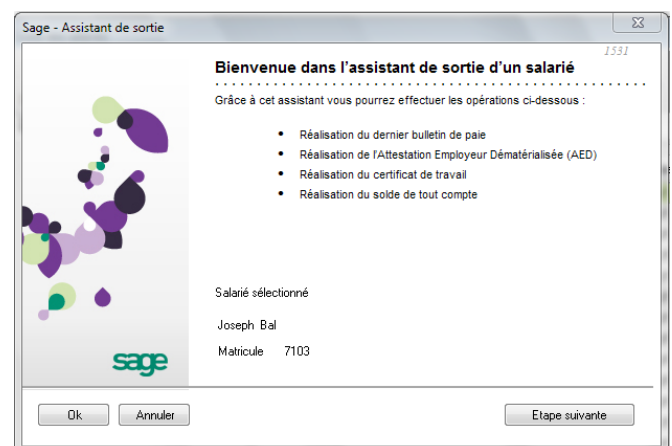 Sage - Assistant de sortie
1531
Bienvenue dans l'assistant de sortie d'un salarié
Grâce à cet assistant vous pourrez effectuer les opérations ci-dessous :
• Réalisation du dernier bulletin de paie
• Réalisation de l'Attestation Employeur Dématérialisée (AED)
• Réalisation du certificat de travail
• Réalisation du solde de tout compte
Salarié sélectionné
Joseph Bal
Matricule 7103
sage
Ok Annuler Etape suivante